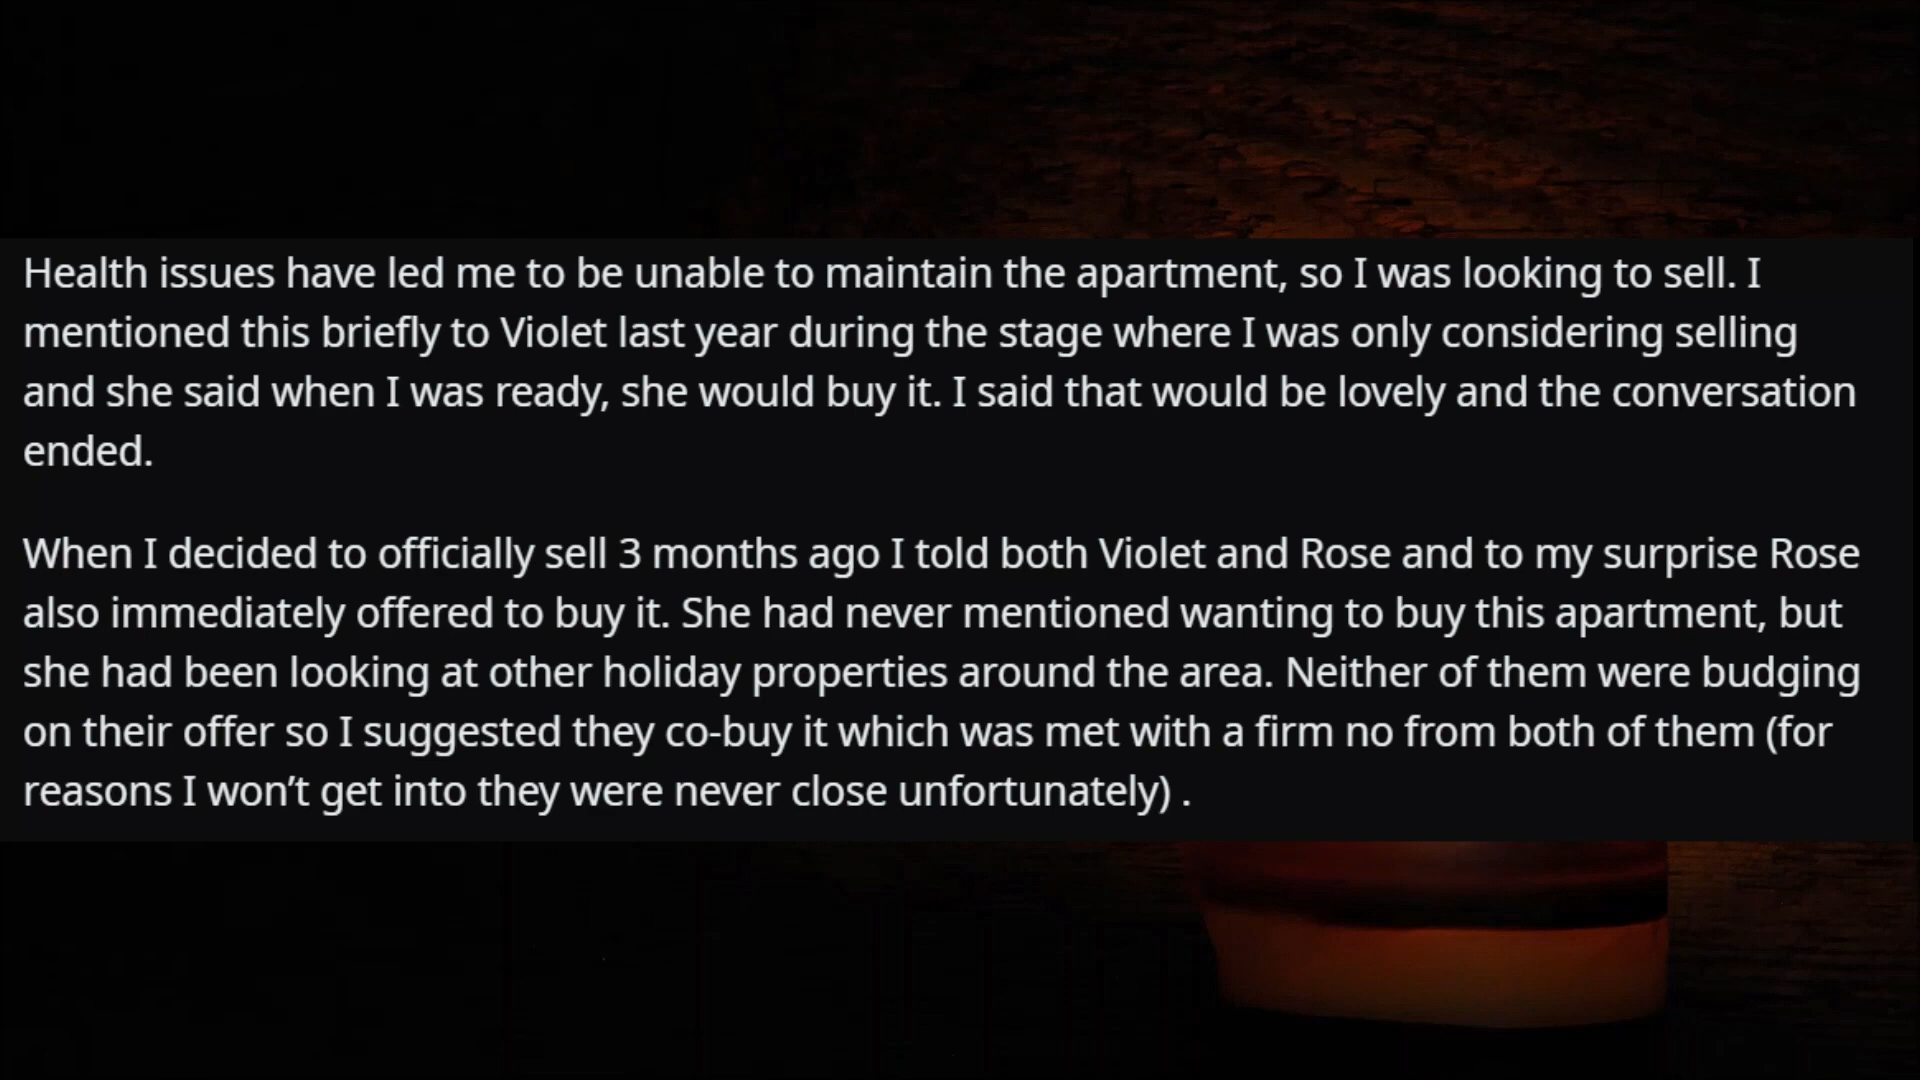 Health issues have led me to be unable to maintain the apartment, so I was looking to sell. I
mentioned this briefly to Violet last year during the stage where I was only considering selling
and she said when I was ready, she would buy it. I said that would be lovely and the conversation
ended.
When I decided to officially sell 3 months ago I told both Violet and Rose and to my surprise Rose
also immediately offered to buy it. She had never mentioned wanting to buy this apartment, but
she had been looking at other holiday properties around the area. Neither of them were budging
on their offer so I suggested they co-buy it which was met with a firm no from both of them (for
reasons I won’t get into they were never close unfortunately) .